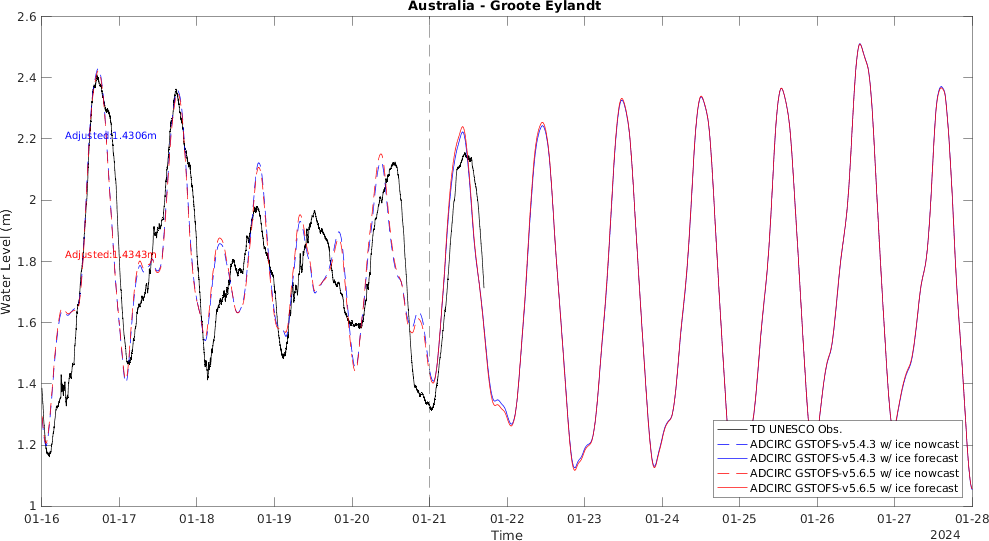 Australia - Groote Eylandt
2.6
2.4
2.2
2
1.8
1.6
1.4
1.2
1
Water Level (m)
Adjusted:1.4306m
Adjusted:1.4343m
TD UNESCO Obs.
ADCIRC GSTOFS-v5.4.3 w/ ice nowcast
ADCIRC GSTOFS-v5.4.3 w/ ice forecast
ADCIRC GSTOFS-v5.6.5 w/ ice nowcast
ADCIRC GSTOFS-v5.6.5 w/ ice forecast
01-16 01-17 01-18 01-19 01-20 01-21 01-22 01-23 01-24 01-25 01-26 01-27 01-28
Time
2024